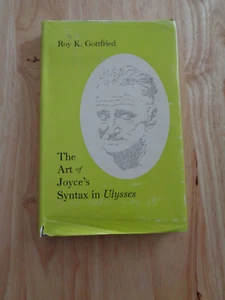 Roy K. Gottfried
The
Art of
Joyce's
Syntax in Ulysses